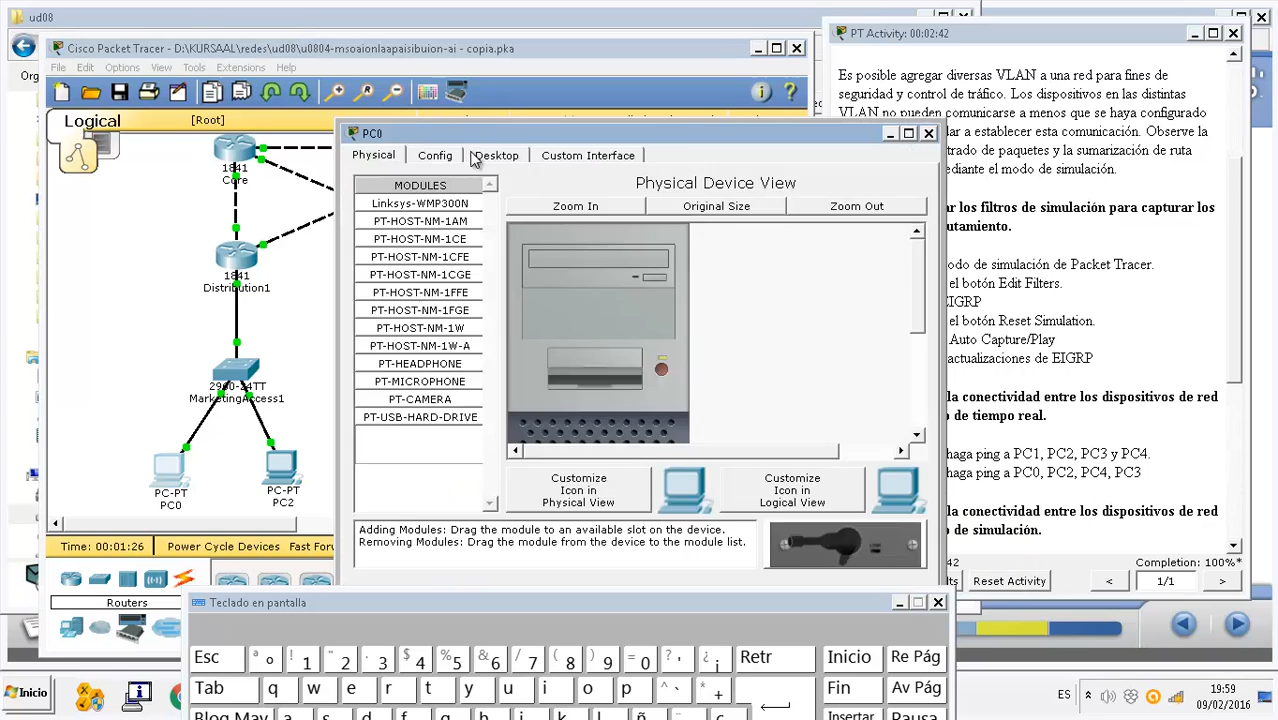 ud08
Cisco Packet Tracer - D:\KURSAAL\redes\ud08\u0804-msoaionlaapaisibuion-ai - copia.pka
File Edit Options View Tools Extensions Help
Logical
[Root]
1841
Core
1841
Distribution1
2960-24TT
MarketingAccess1
PC-PT
PC0
PC-PT
PC2
Time: 00:01:26 Power Cycle Devices Fast Foru
Routers
Org
PC0
Physical Config Desktop Custom Interface
MODULES
Linksys-WMP300N
PT-HOST-NM-1AM
PT-HOST-NM-1CE
PT-HOST-NM-1CFE
PT-HOST-NM-1CGE
PT-HOST-NM-1FFE
PT-HOST-NM-1FGE
PT-HOST-NM-1W
PT-HOST-NM-1W-A
PT-HEADPHONE
PT-MICROPHONE
PT-CAMERA
PT-USB-HARD-DRIVE
Physical Device View
Zoom In Original Size Zoom Out
Customize
Icon in
Physical View
Customize
Icon in
Logical View
Adding Modules: Drag the module to an available slot on the device.
Removing Modules: Drag the module from the device to the module list.
PT Activity: 00:02:42
Es posible agregar diversas VLAN a una red para fines de
seguridad y control de tráfico. Los dispositivos en las distintas
VLAN no pueden comunicarse a menos que se haya configurado
dar a establecer esta comunicación. Observe la
trado de paquetes y la sumarización de ruta
ediante el modo de simulación.
ar los filtros de simulación para capturar los
utamiento.
odo de simulación de Packet Tracer.
el botón Edit Filters.
EIGRP
el botón Reset Simulation.
Auto Capture/Play
actualizaciones de EIGRP
la conectividad entre los dispositivos de red
o de tiempo real.
haga ping a PC1, PC2, PC3 y PC4.
haga ping a PC0, PC2, PC4, PC3
la conectividad entre los dispositivos de red
o de simulación.
42 Completion: 100%*
lts Reset Activity < 1/1 >
Teclado en pantalla
Esc ª º ! 1 " 2 · 3 $ 4 % 5 & 6 / 7 ( 8 ) 9 = 0 ? ' ¿ ¡ Retr Inicio Re Pág
Tab q w e r t y u i o p ^ ` * + Fin Av Pág
Bloq May a s d f g h j k l ñ Insertar Pausa
Inicio
ES
19:59
09/02/2016